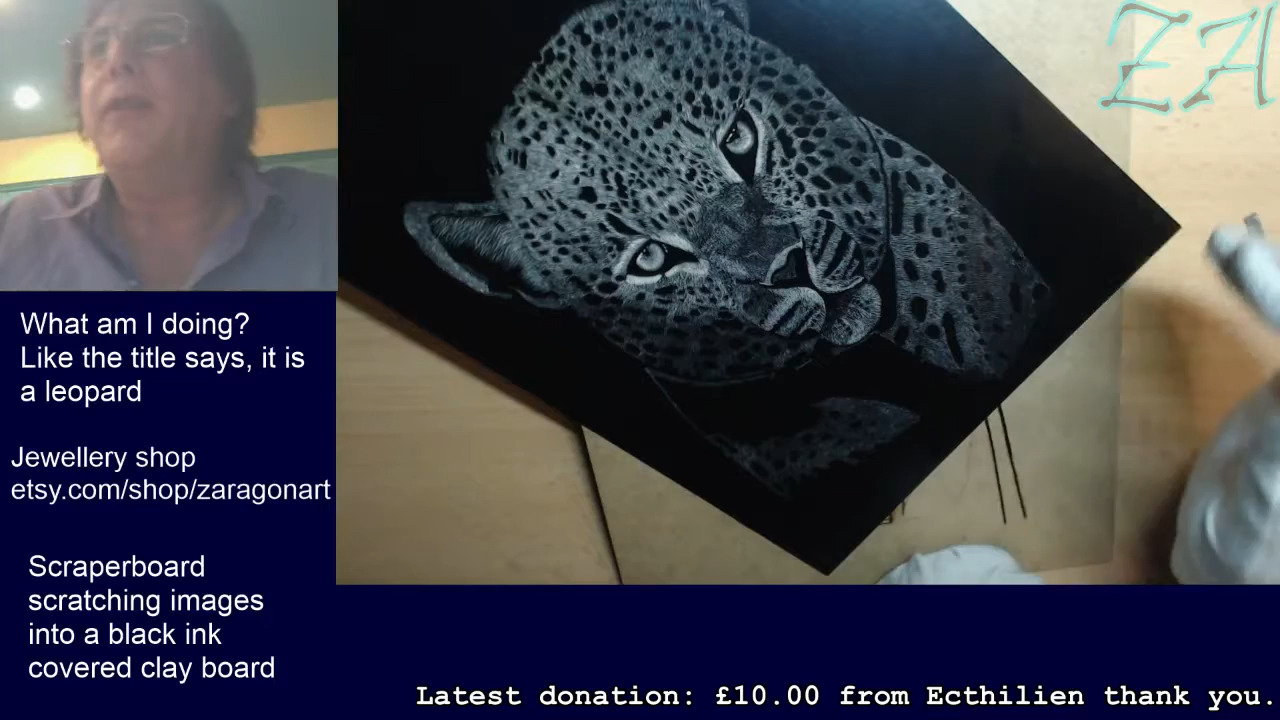 ZA
What am I doing?
Like the title says, it is
a leopard
Jewellery shop
etsy.com/shop/zaragonart
Scraperboard
scratching images
into a black ink
covered clay board
Latest donation: £10.00 from Ecthilien thank you.